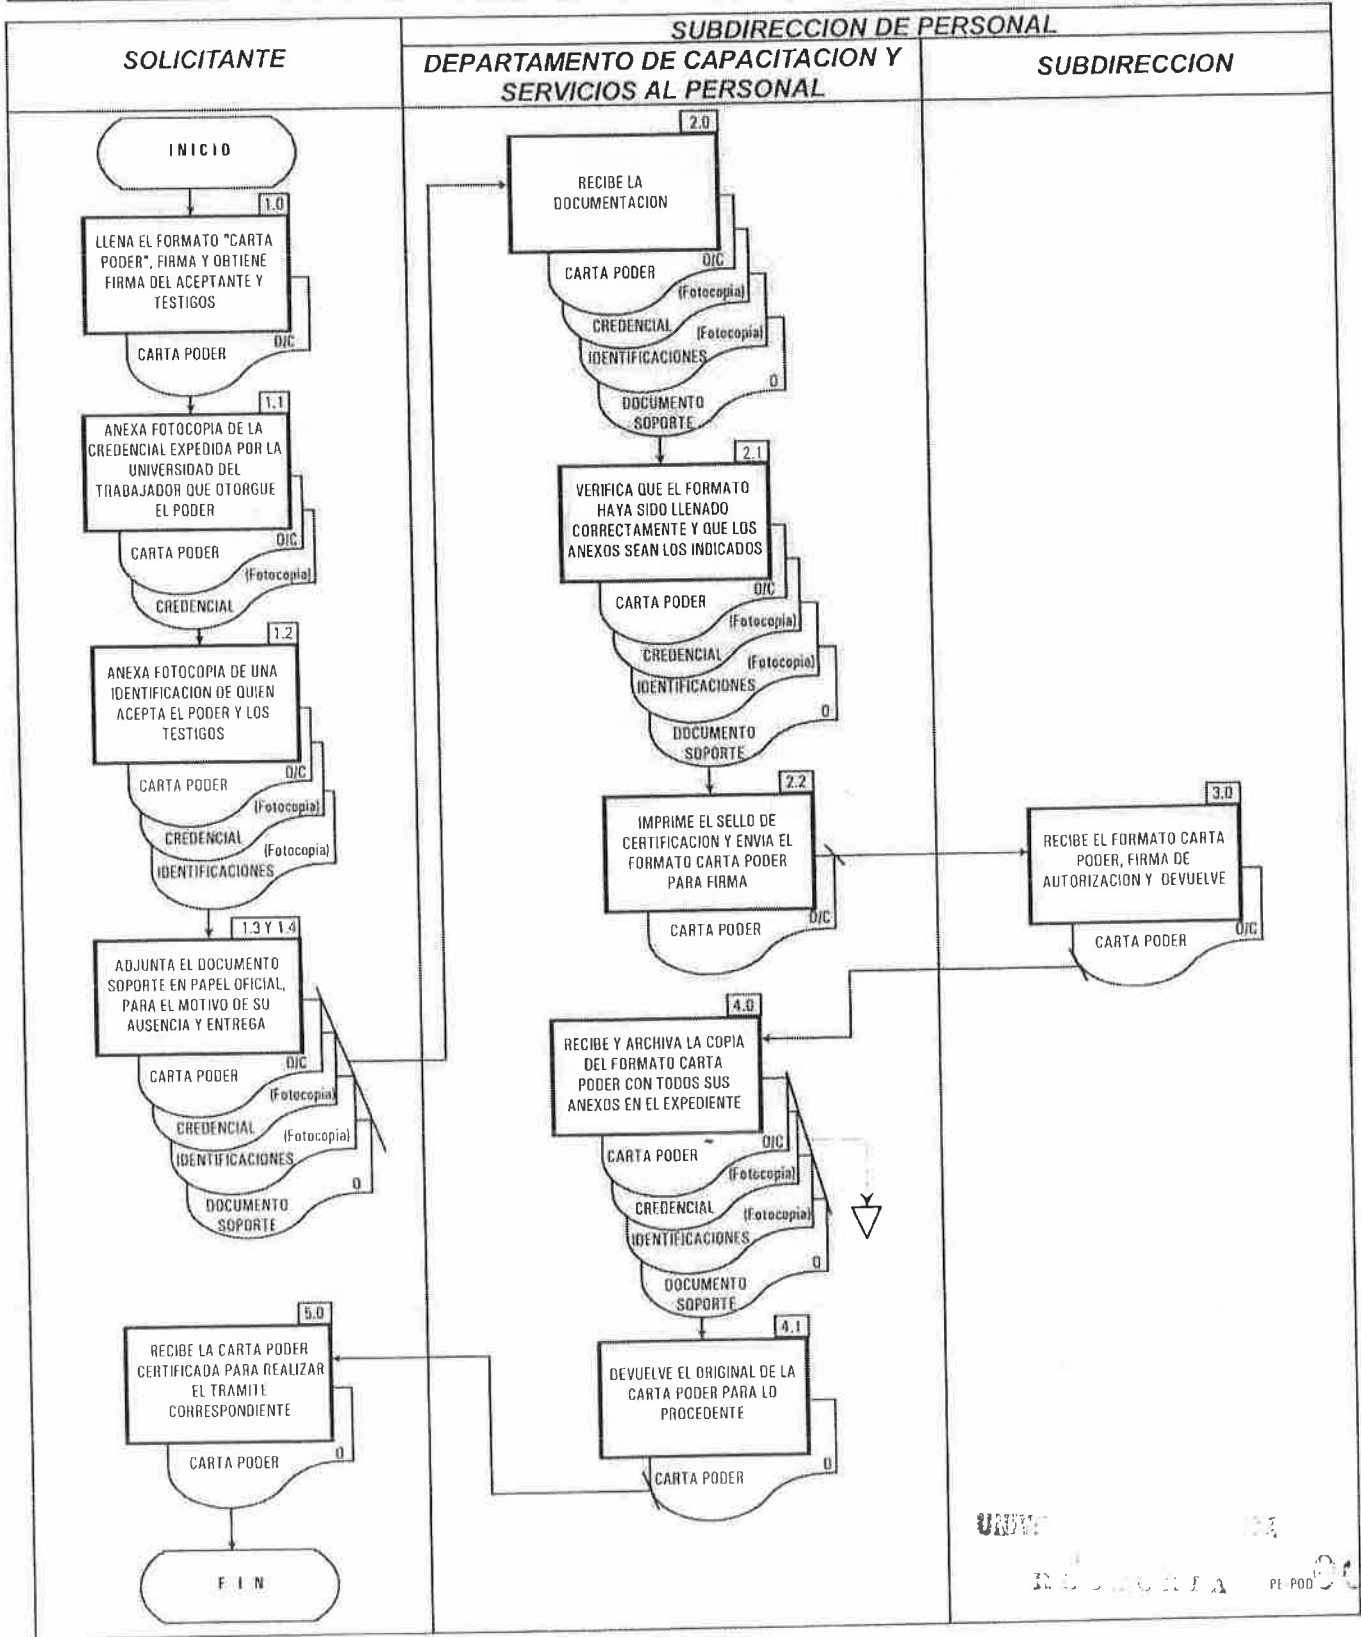 SUBDIRECCION DE PERSONAL
SOLICITANTE
DEPARTAMENTO DE CAPACITACION Y
SERVICIOS AL PERSONAL
SUBDIRECCION
INICIO
1.0
LLENA EL FORMATO "CARTA
PODER", FIRMA Y OBTIENE
FIRMA DEL ACEPTANTE Y
TESTIGOS
O/C
CARTA PODER
1.1
ANEXA FOTOCOPIA DE LA
CREDENCIAL EXPEDIDA POR LA
UNIVERSIDAD DEL
TRABAJADOR QUE OTORGUE
EL PODER
O/C
CARTA PODER
(Fotocopia)
CREDENCIAL
1.2
ANEXA FOTOCOPIA DE UNA
IDENTIFICACION DE QUIEN
ACEPTA EL PODER Y LOS
TESTIGOS
O/C
CARTA PODER
(Fotocopia)
CREDENCIAL
(Fotocopia)
IDENTIFICACIONES
1.3 Y 1.4
ADJUNTA EL DOCUMENTO
SOPORTE EN PAPEL OFICIAL,
PARA EL MOTIVO DE SU
AUSENCIA Y ENTREGA
O/C
CARTA PODER
(Fotocopia)
CREDENCIAL
(Fotocopia)
IDENTIFICACIONES
O
DOCUMENTO
SOPORTE
2.0
RECIBE LA
DOCUMENTACION
O/C
CARTA PODER
(Fotocopia)
CREDENCIAL
(Fotocopia)
IDENTIFICACIONES
O
DOCUMENTO
SOPORTE
2.1
VERIFICA QUE EL FORMATO
HAYA SIDO LLENADO
CORRECTAMENTE Y QUE LOS
ANEXOS SEAN LOS INDICADOS
O/C
CARTA PODER
(Fotocopia)
CREDENCIAL
(Fotocopia)
IDENTIFICACIONES
O
DOCUMENTO
SOPORTE
2.2
IMPRIME EL SELLO DE
CERTIFICACION Y ENVIA EL
FORMATO CARTA PODER
PARA FIRMA
O/C
CARTA PODER
3.0
RECIBE EL FORMATO CARTA
PODER, FIRMA DE
AUTORIZACION Y DEVUELVE
O/C
CARTA PODER
4.0
RECIBE Y ARCHIVA LA COPIA
DEL FORMATO CARTA
PODER CON TODOS SUS
ANEXOS EN EL EXPEDIENTE
O/C
CARTA PODER
(Fotocopia)
CREDENCIAL
(Fotocopia)
IDENTIFICACIONES
O
DOCUMENTO
SOPORTE
4.1
DEVUELVE EL ORIGINAL DE LA
CARTA PODER PARA LO
PROCEDENTE
O
CARTA PODER
5.0
RECIBE LA CARTA PODER
CERTIFICADA PARA REALIZAR
EL TRAMITE
CORRESPONDIENTE
O
CARTA PODER
FIN
PE POD